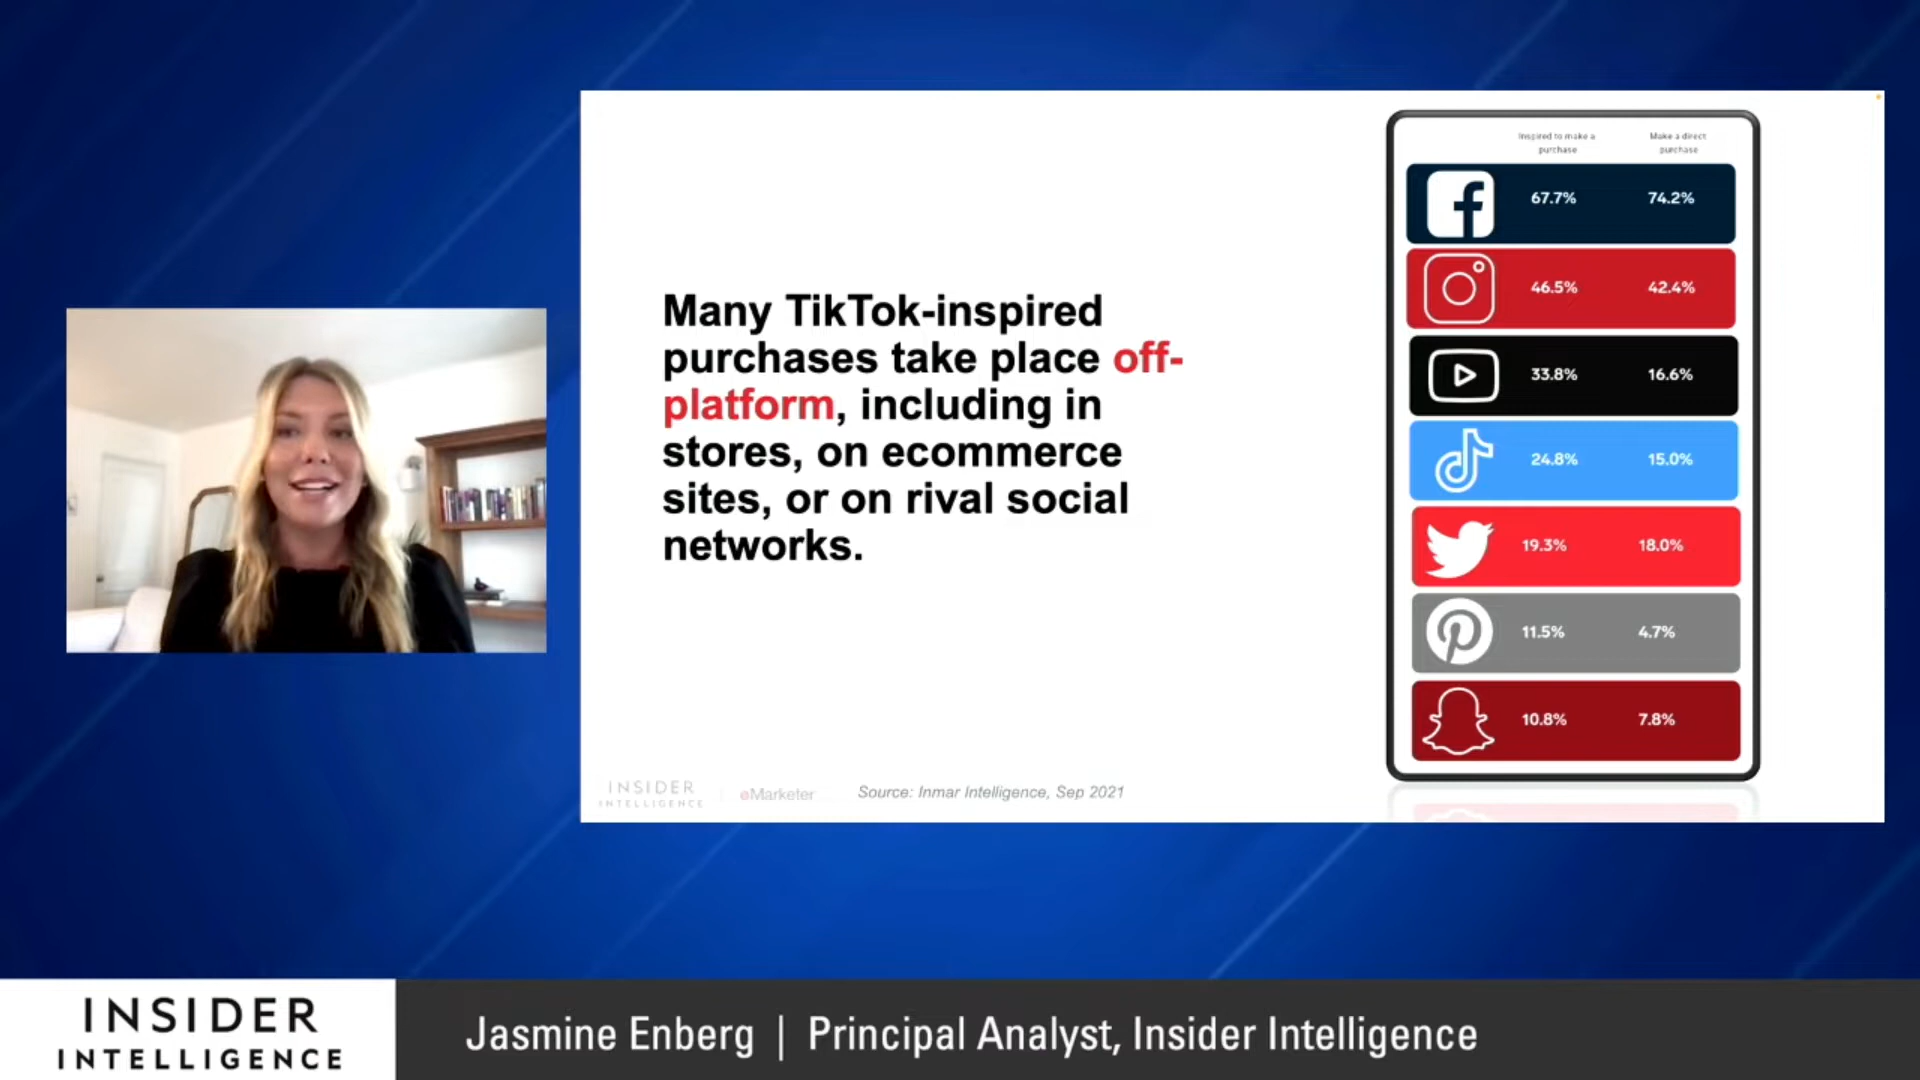 Many TikTok-inspired
purchases take place off-
platform, including in
stores, on ecommerce
sites, or on rival social
networks.
Inspired to make a purchase
Make a direct purchase
67.7% 74.2%
46.5% 42.4%
33.8% 16.6%
24.8% 15.0%
19.3% 18.0%
11.5% 4.7%
10.8% 7.8%
INSIDER
INTELLIGENCE
eMarketer
Source: Inmar Intelligence, Sep 2021
INSIDER
INTELLIGENCE
Jasmine Enberg | Principal Analyst, Insider Intelligence